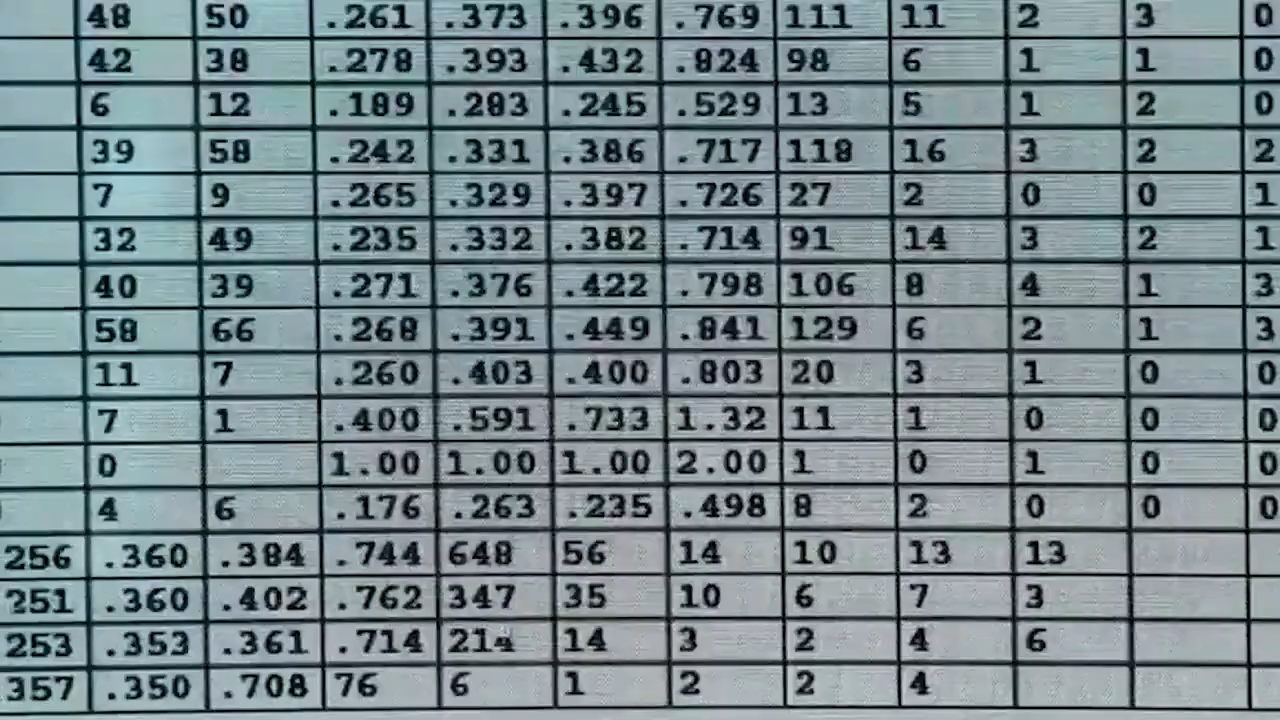 48 50 .261 .373 .396 .769 111 11 2 3 0
42 38 .278 .393 .432 .824 98 6 1 1 0
6 12 .189 .283 .245 .529 13 5 1 2 0
39 58 .242 .331 .386 .717 118 16 3 2 2
7 9 .265 .329 .397 .726 27 2 0 0 1
32 49 .235 .332 .382 .714 91 14 3 2 1
40 39 .271 .376 .422 .798 106 8 4 1 3
58 66 .268 .391 .449 .841 129 6 2 1 3
11 7 .260 .403 .400 .803 20 3 1 0 0
7 1 .400 .591 .733 1.32 11 1 0 0 0
0 1.00 1.00 1.00 2.00 1 0 1 0 0
4 6 .176 .263 .235 .498 8 2 0 0 0
256 .360 .384 .744 648 56 14 10 13 13
251 .360 .402 .762 347 35 10 6 7 3
253 .353 .361 .714 214 14 3 2 4 6
357 .350 .708 76 6 1 2 2 4